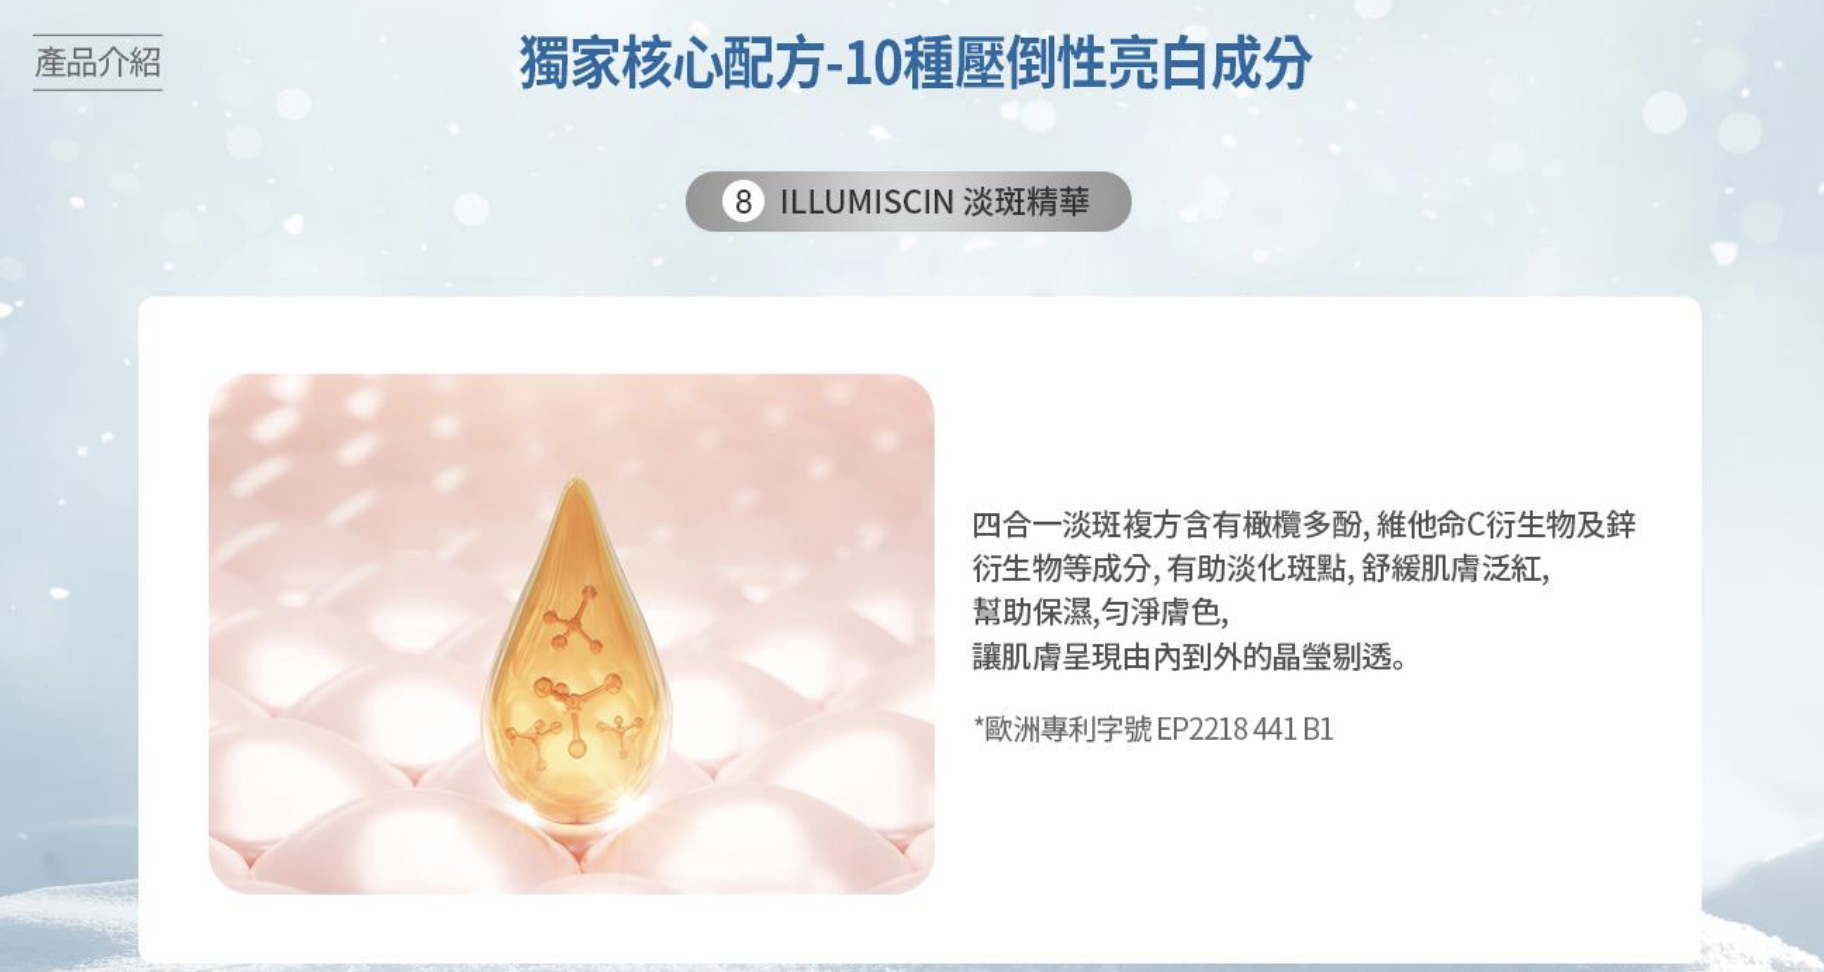 產品介紹
獨家核心配方-10種壓倒性亮白成分
8 ILLUMISCIN 淡斑精華
四合一淡斑複方含有橄欖多酚, 維他命C衍生物及鋅
衍生物等成分, 有助淡化斑點, 舒緩肌膚泛紅,
幫助保濕,勻淨膚色,
讓肌膚呈現由內到外的晶瑩剔透。
*歐洲專利字號 EP2218 441 B1